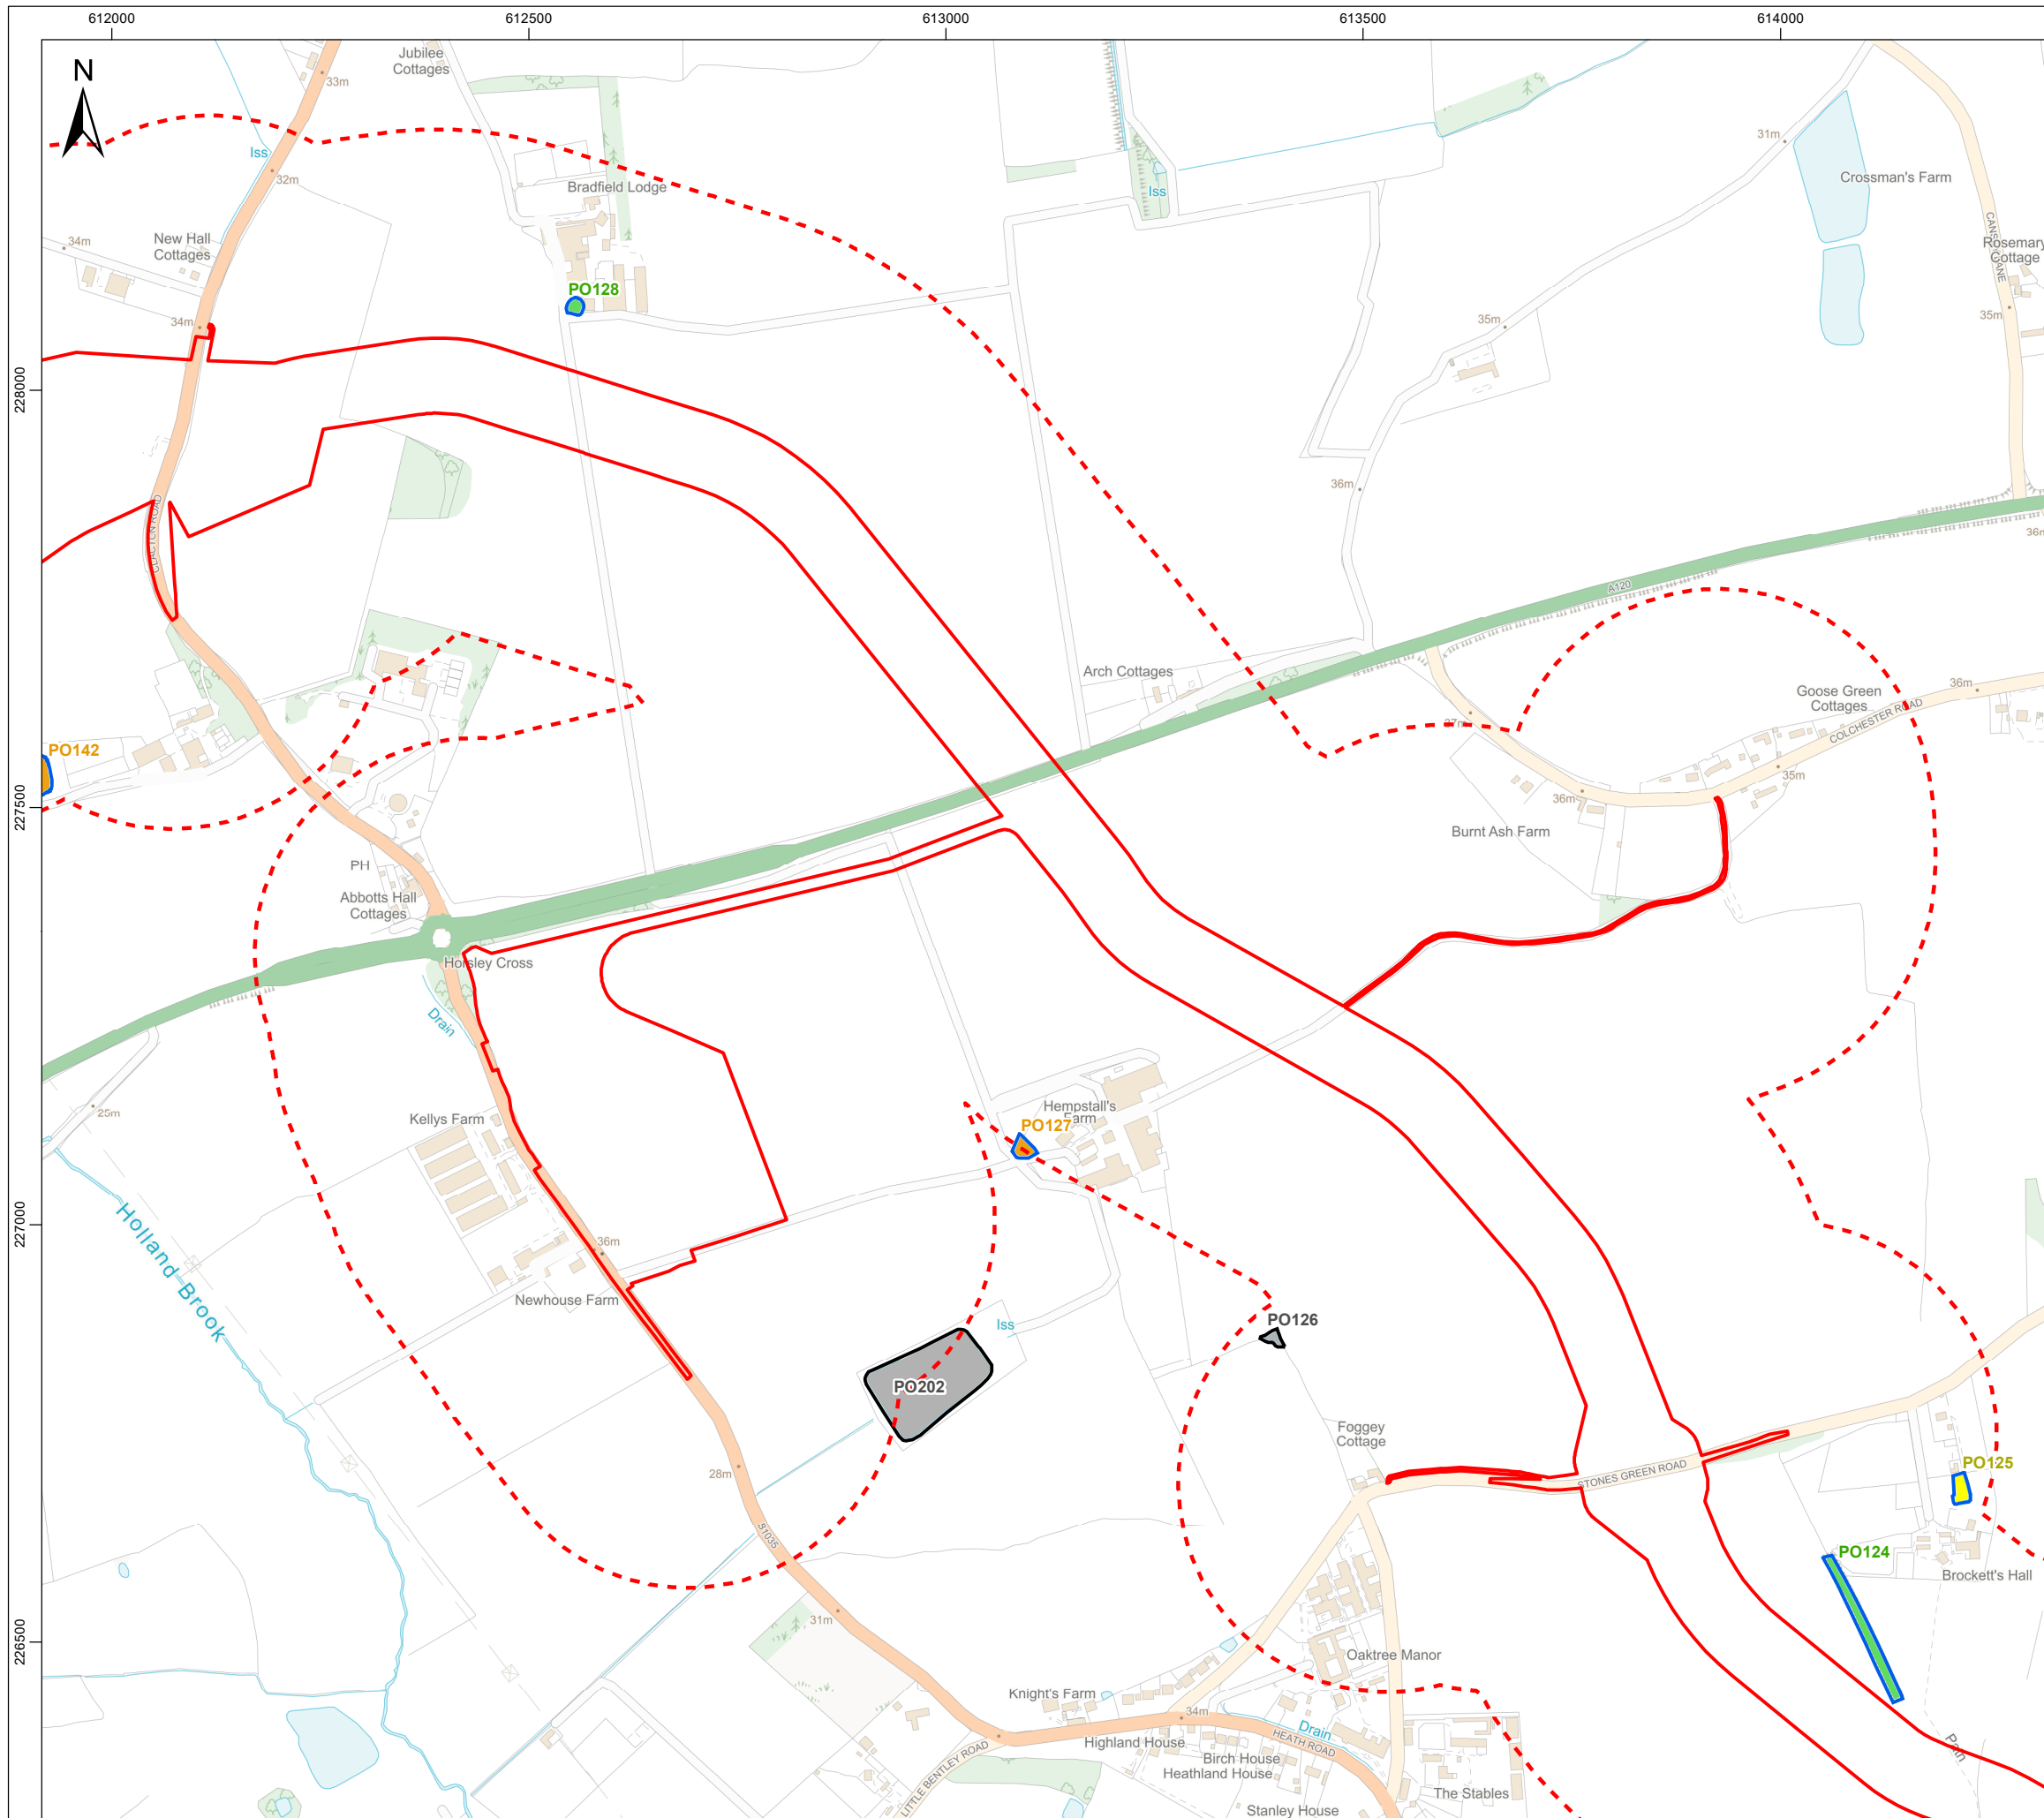 612000
612500
613000
613500
614000
N
Jubilee
Cottages
33m
31m
Iss
32m
Bradfield Lodge
Iss
Crossman's Farm
34m
New Hall
Cottages
Rosemary
Cottage
PO128
34m
35m
35m
228000
36m
A120
36m
Arch Cottages
37m
Goose Green
Cottages
36m
COLCHESTER ROAD
PO142
35m
36m
227500
Burnt Ash Farm
PH
Abbotts Hall
Cottages
Horsley Cross
Drain
25m
Kellys Farm
Hempstall's
Farm
PO127
Holland Brook
227000
36m
Newhouse Farm
Iss
PO126
PO202
Foggey
Cottage
28m
STONES GREEN ROAD
PO125
B1035
PO124
Brockett's Hall
31m
226500
Oaktree Manor
Knight's Farm
34m
Drain
Highland House
HEATH ROAD
Path
LITTLE BENTLEY ROAD
Birch House
Heathland House
The Stables
Stanley House